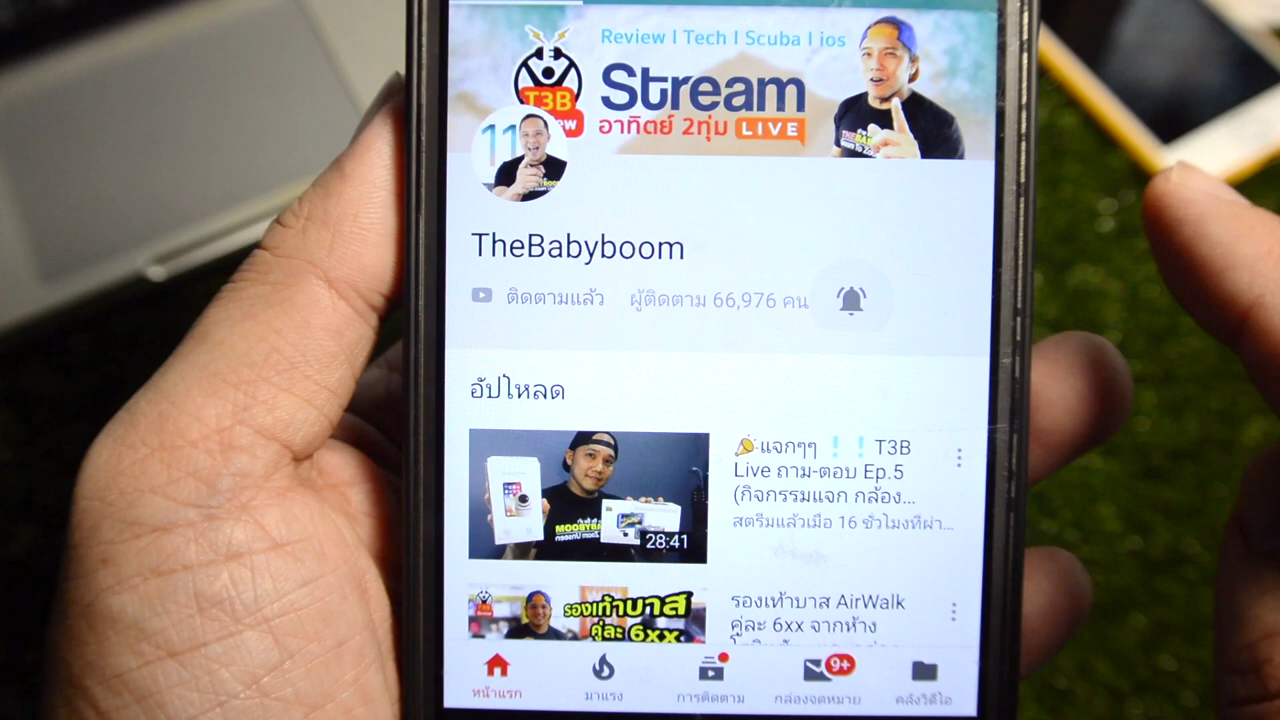 Review | Tech | Scuba | ios
T3B
Stream
อาทิตย์ 2ทุ่ม LIVE
11
TheBabyboom
ติดตามแล้ว ผู้ติดตาม 66,976 คน
อัปโหลด
แจกๆๆ ❕❕ T3B
Live ถาม-ตอบ Ep.5
(กิจกรรมแจก กล้อง...
สตรีมแล้วเมื่อ 16 ชั่วโมงที่ผ่า...
28:41
รองเท้าบาส
คู่ละ 6xx
รองเท้าบาส AirWalk
คู่ละ 6xx จากห้าง
9+
หน้าแรก มาแรง การติดตาม กล่องจดหมาย คลังวิดีโอ